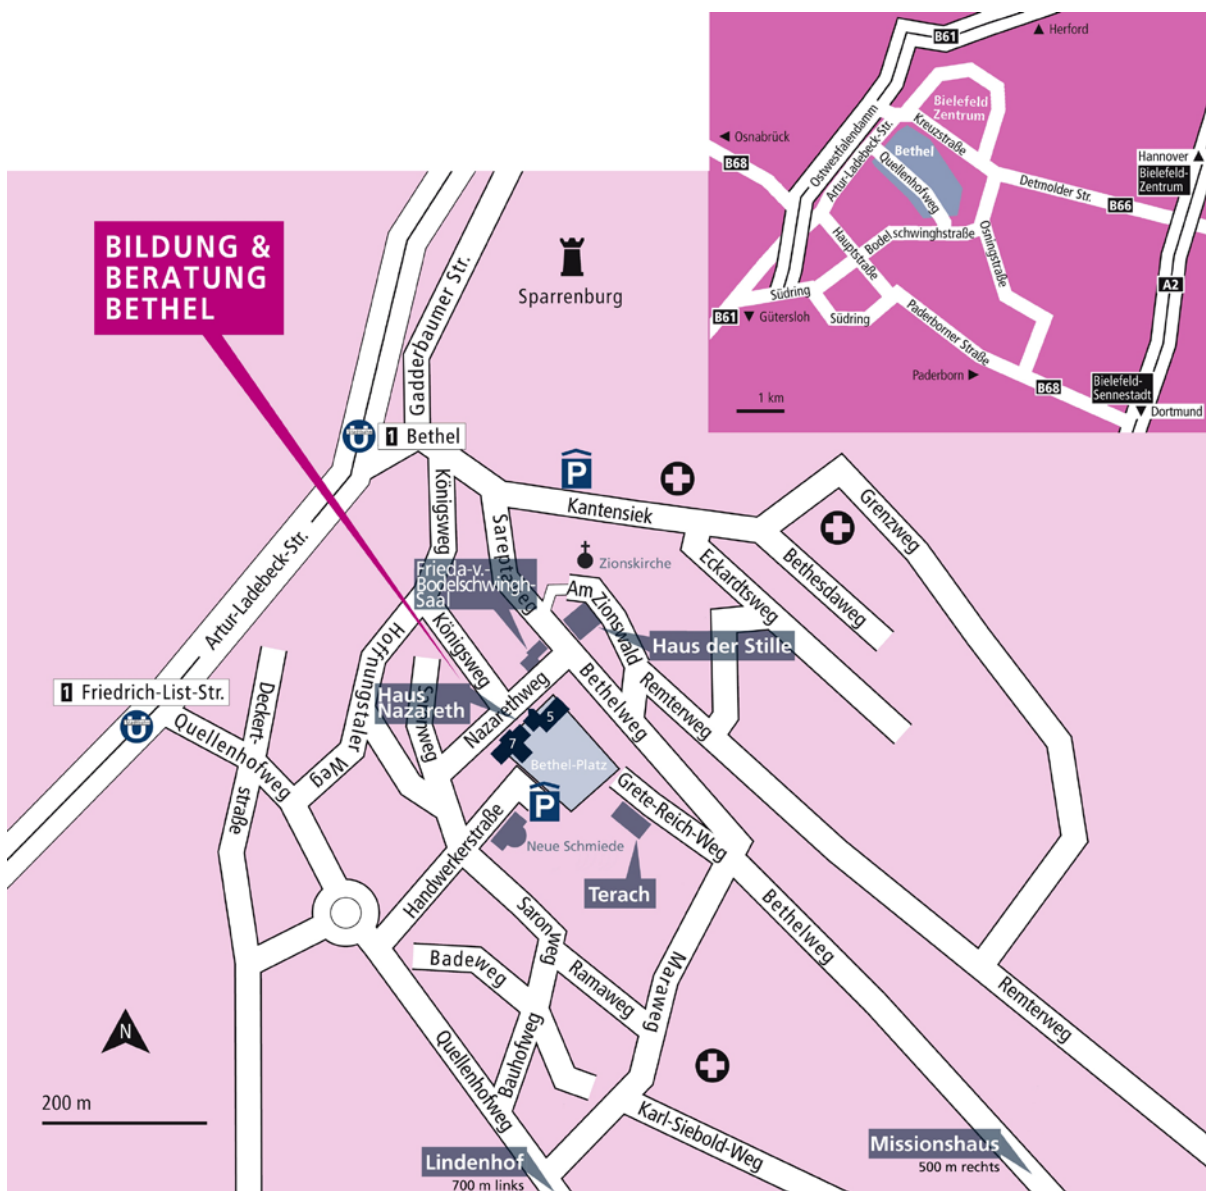 B61
Herford
Bielefeld
Zentrum
Osnabrück
B68
Ostwestfalendamm
Artur-Ladebeck-Str.
Kreuzstraße
Bethel
Quellenhofweg
Hannover
Bielefeld-
Zentrum
Detmolder Str.
B66
Hauptstraße
Bodelschwinghstraße
Osningstraße
A2
Südring
B61
Gütersloh
Südring
Paderborner Straße
Paderborn
B68
Bielefeld-
Sennestadt
Dortmund
1 km
BILDUNG &
BERATUNG
BETHEL
Sparrenburg
Gadderbaumer Str.
1 Bethel
P
Kantensiek
Königsweg
Sareptaweg
Grenzweg
Artur-Ladebeck-Str.
Zionskirche
Frieda-v.-
Bodelschwingh-
Saal
Eckardtsweg
Bethesdaweg
Am Zionswald
Königsweg
Hoffnungstaler Weg
Haus der Stille
1 Friedrich-List-Str.
Deckert-
straße
Quellenhofweg
Haus
Nazareth
Nazarethweg
Bethelweg
Remterweg
5
7
Bethel-Platz
P
Grete-Reich-Weg
Handwerkerstraße
Neue Schmiede
Terach
Saronweg
Badeweg
Ramaweg
Maraweg
Bethelweg
Remterweg
N
Quellenhofweg
Bauhofweg
200 m
Karl-Siebold-Weg
Lindenhof
700 m links
Missionshaus
500 m rechts